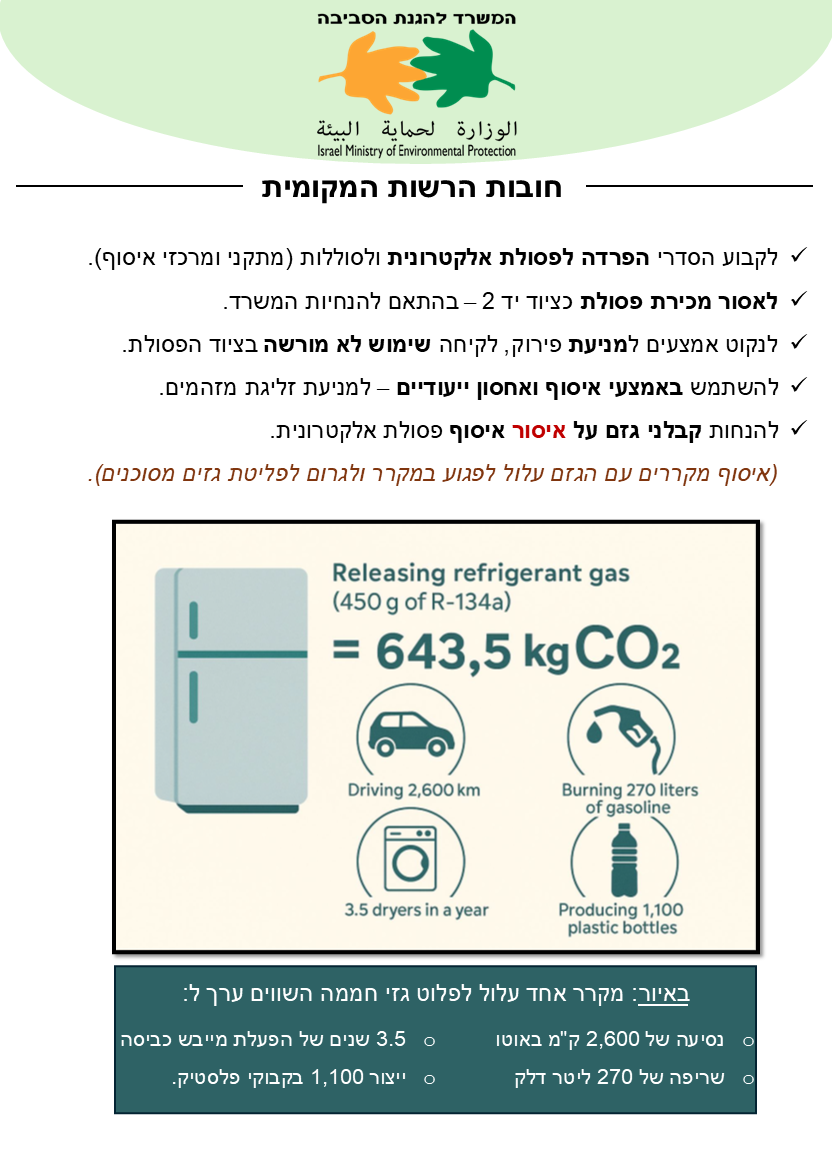 המשרד להגנת הסביבה
الوزارة لحماية البيئة
Israel Ministry of Environmental Protection
חובות הרשות המקומית
✓ לקבוע הסדרי הפרדה לפסולת אלקטרונית ולסוללות (מתקני ומרכזי איסוף).
✓ לאסור מכירת פסולת כציוד יד 2 – בהתאם להנחיות המשרד.
✓ לנקוט אמצעים למניעת פירוק, לקיחה שימוש לא מורשה בציוד הפסולת.
✓ להשתמש באמצעי איסוף ואחסון ייעודיים – למניעת זליגת מזהמים.
✓ להנחות קבלני גזם על איסור איסוף פסולת אלקטרונית.
(איסוף מקררים עם הגזם עלול לפגוע במקרר ולגרום לפליטת גזים מסוכנים).
Releasing refrigerant gas
(450 g of R-134a)
= 643,5 kg CO₂
Driving 2,600 km
Burning 270 liters
of gasoline
3.5 dryers in a year
Producing 1,100
plastic bottles
באיור: מקרר אחד עלול לפלוט גזי חממה השווים ערך ל:
○ נסיעה של 2,600 ק"מ באוטו
○ שריפה של 270 ליטר דלק
○ 3.5 שנים של הפעלת מייבש כביסה
○ ייצור 1,100 בקבוקי פלסטיק.